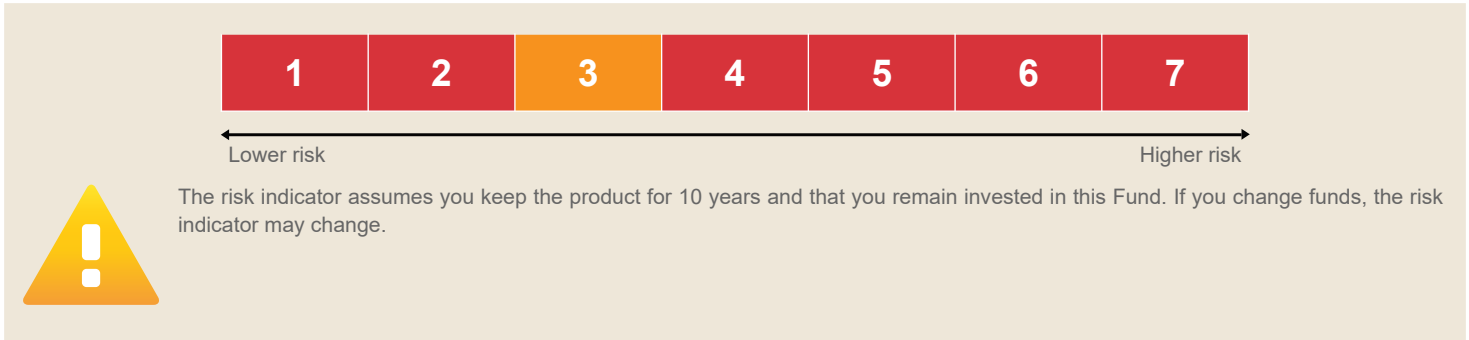 1 2 3 4 5 6 7
Lower risk Higher risk
The risk indicator assumes you keep the product for 10 years and that you remain invested in this Fund. If you change funds, the risk
indicator may change.